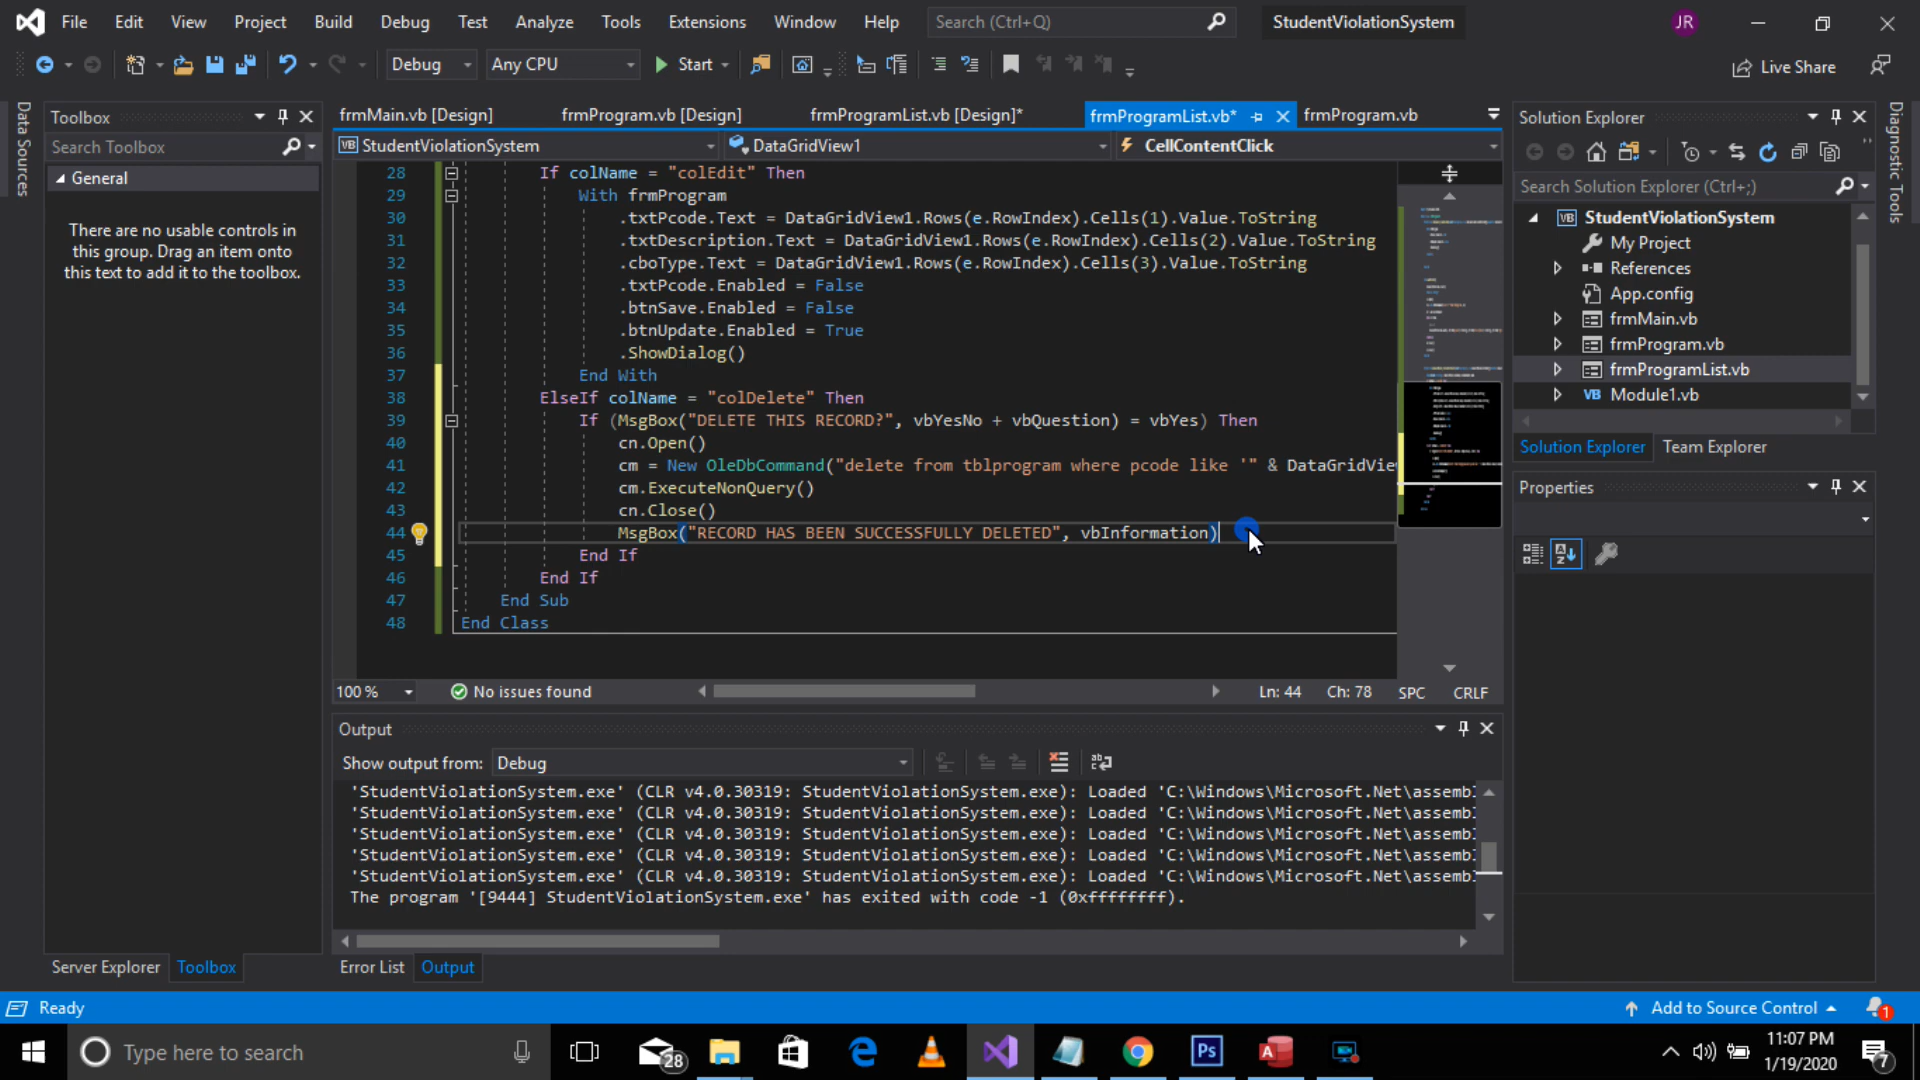 File Edit View Project Build Debug Test Analyze Tools Extensions Window Help Search (Ctrl+Q) StudentViolationSystem JR
Debug Any CPU Start Live Share
Data Sources
Toolbox
Search Toolbox
General
There are no usable controls in
this group. Drag an item onto
this text to add it to the toolbox.
Server Explorer Toolbox
frmMain.vb [Design] frmProgram.vb [Design] frmProgramList.vb [Design]* frmProgramList.vb* frmProgram.vb
VB StudentViolationSystem DataGridView1 CellContentClick
28 If colName = "colEdit" Then
29 With frmProgram
30 .txtPcode.Text = DataGridView1.Rows(e.RowIndex).Cells(1).Value.ToString
31 .txtDescription.Text = DataGridView1.Rows(e.RowIndex).Cells(2).Value.ToString
32 .cboType.Text = DataGridView1.Rows(e.RowIndex).Cells(3).Value.ToString
33 .txtPcode.Enabled = False
34 .btnSave.Enabled = False
35 .btnUpdate.Enabled = True
36 .ShowDialog()
37 End With
38 ElseIf colName = "colDelete" Then
39 If (MsgBox("DELETE THIS RECORD?", vbYesNo + vbQuestion) = vbYes) Then
40 cn.Open()
41 cm = New OleDbCommand("delete from tblprogram where pcode like '" & DataGridVie
42 cm.ExecuteNonQuery()
43 cn.Close()
44 MsgBox("RECORD HAS BEEN SUCCESSFULLY DELETED", vbInformation)
45 End If
46 End If
47 End Sub
48 End Class
100 % No issues found Ln: 44 Ch: 78 SPC CRLF
Output
Show output from: Debug
'StudentViolationSystem.exe' (CLR v4.0.30319: StudentViolationSystem.exe): Loaded 'C:\Windows\Microsoft.Net\assembl
'StudentViolationSystem.exe' (CLR v4.0.30319: StudentViolationSystem.exe): Loaded 'C:\Windows\Microsoft.Net\assembl
'StudentViolationSystem.exe' (CLR v4.0.30319: StudentViolationSystem.exe): Loaded 'C:\Windows\Microsoft.Net\assembl
'StudentViolationSystem.exe' (CLR v4.0.30319: StudentViolationSystem.exe): Loaded 'C:\Windows\Microsoft.Net\assembl
'StudentViolationSystem.exe' (CLR v4.0.30319: StudentViolationSystem.exe): Loaded 'C:\Windows\Microsoft.Net\assembl
The program '[9444] StudentViolationSystem.exe' has exited with code -1 (0xffffffff).
Error List Output
Solution Explorer
Search Solution Explorer (Ctrl+;)
VB StudentViolationSystem
My Project
References
App.config
frmMain.vb
frmProgram.vb
frmProgramList.vb
VB Module1.vb
Solution Explorer Team Explorer
Properties
Diagnostic Tools
Ready Add to Source Control 1
Type here to search 28 Ps A 11:07 PM
1/19/2020 7